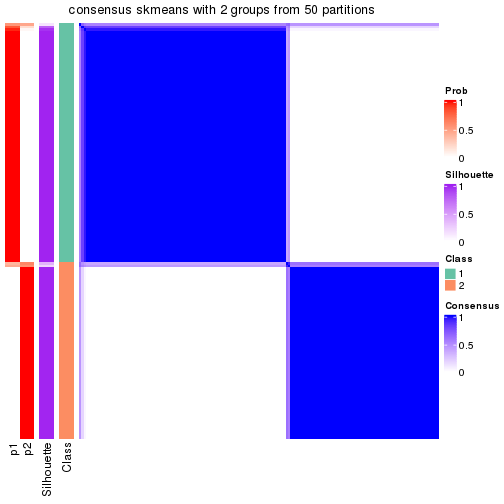 consensus skmeans with 2 groups from 50 partitions
Prob
1
0.5
0
Silhouette
1
0.5
0
Class
1
2
Consensus
1
0.5
0
p1
p2
Silhouette
Class